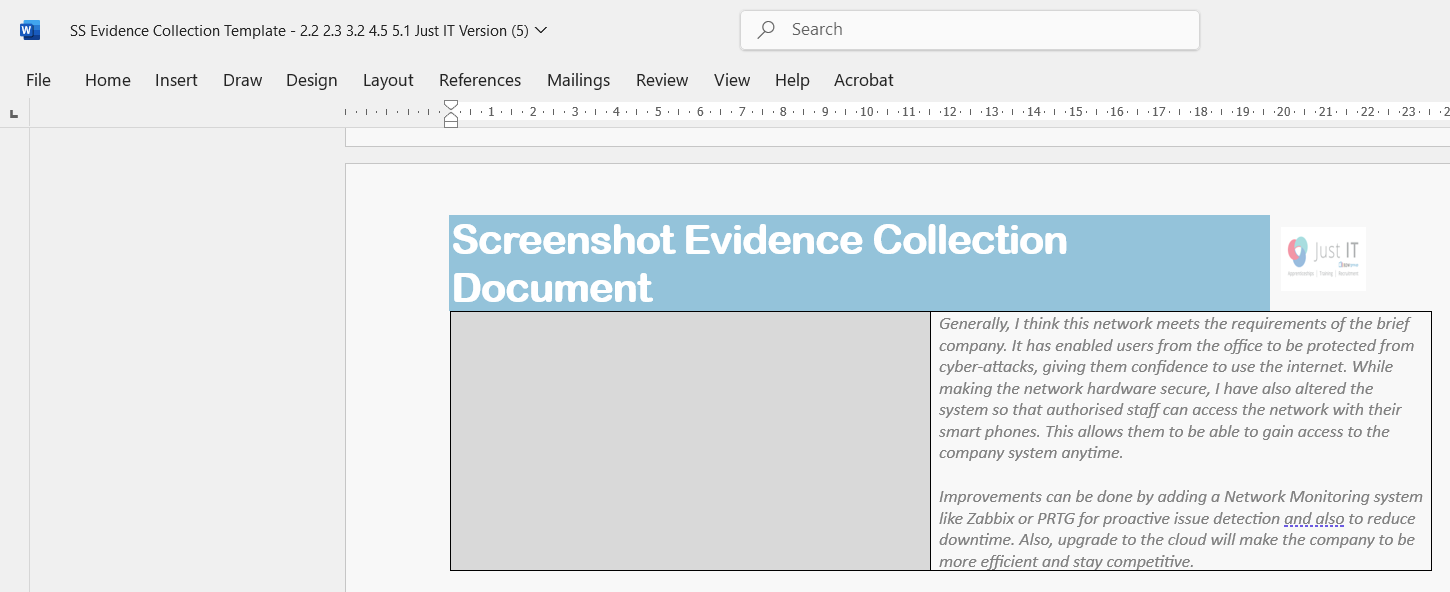 SS Evidence Collection Template - 2.2 2.3 3.2 4.5 5.1 Just IT Version (5)
Search
File Home Insert Draw Design Layout References Mailings Review View Help Acrobat
1 2 3 4 5 6 7 8 9 10 11 12 13 14 15 16 17 18 19 20 21 22 23 2
Screenshot Evidence Collection
Document
Just IT
Apprenticeships | Training | Recruitment
Generally, I think this network meets the requirements of the brief
company. It has enabled users from the office to be protected from
cyber-attacks, giving them confidence to use the internet. While
making the network hardware secure, I have also altered the
system so that authorised staff can access the network with their
smart phones. This allows them to be able to gain access to the
company system anytime.
Improvements can be done by adding a Network Monitoring system
like Zabbix or PRTG for proactive issue detection and also to reduce
downtime. Also, upgrade to the cloud will make the company to be
more efficient and stay competitive.